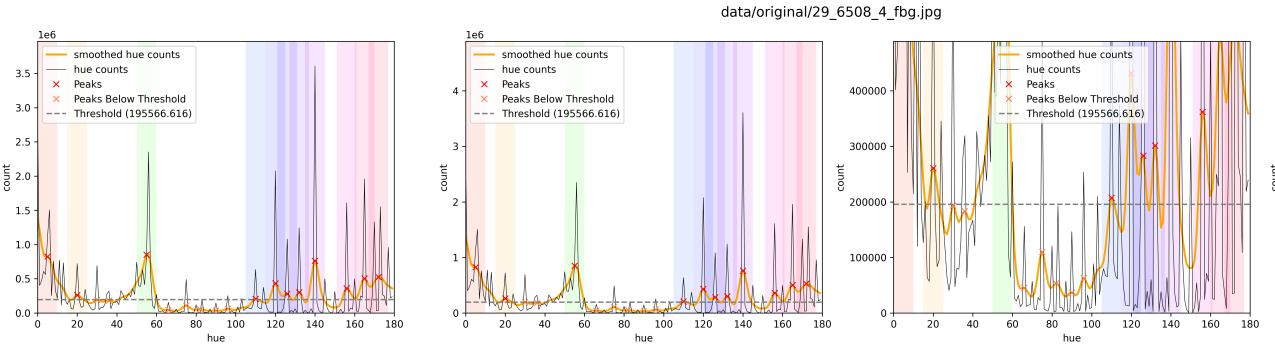 data/original/29_6508_4_fbg.jpg
1e6
smoothed hue counts
hue counts
Peaks
Peaks Below Threshold
Threshold (195566.616)
count
3.5
3.0
2.5
2.0
1.5
1.0
0.5
0.0
0 20 40 60 80 100 120 140 160 180
hue
1e6
smoothed hue counts
hue counts
Peaks
Peaks Below Threshold
Threshold (195566.616)
count
4
3
2
1
0
0 20 40 60 80 100 120 140 160 180
hue
smoothed hue counts
hue counts
Peaks
Peaks Below Threshold
Threshold (195566.616)
count
400000
300000
200000
100000
0
0 20 40 60 80 100 120 140 160 180
hue
count